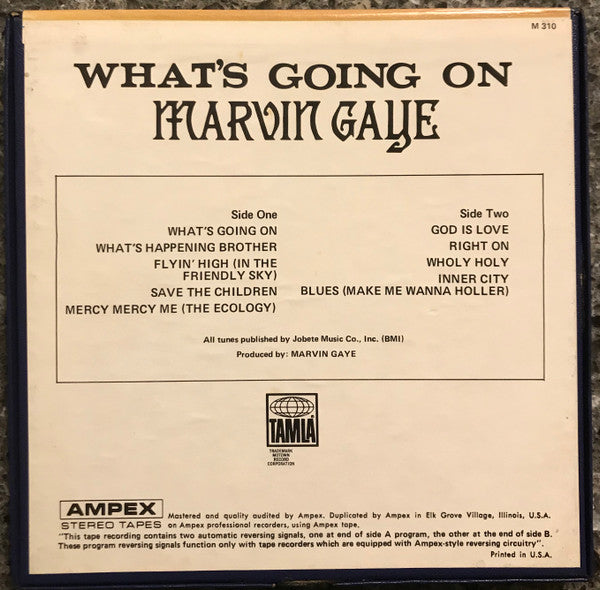 M 310
WHAT'S GOING ON
MARVIN GAYE
Side One
WHAT'S GOING ON
WHAT'S HAPPENING BROTHER
FLYIN' HIGH (IN THE
FRIENDLY SKY)
SAVE THE CHILDREN
MERCY MERCY ME (THE ECOLOGY)
Side Two
GOD IS LOVE
RIGHT ON
WHOLY HOLY
INNER CITY
BLUES (MAKE ME WANNA HOLLER)
All tunes published by Jobete Music Co., Inc. (BMI)
Produced by: MARVIN GAYE
TAMLA
TRADEMARK
MOTOWN
RECORD
CORPORATION
AMPEX
STEREO TAPES
Mastered and quality audited by Ampex. Duplicated by Ampex in Elk Grove Village, Illinois, U.S.A.
on Ampex professional recorders, using Ampex tape.
"This tape recording contains two automatic reversing signals, one at end of side A program, the other at the end of side B.
These program reversing signals function only with tape recorders which are equipped with Ampex-style reversing circuitry".
Printed in U.S.A.